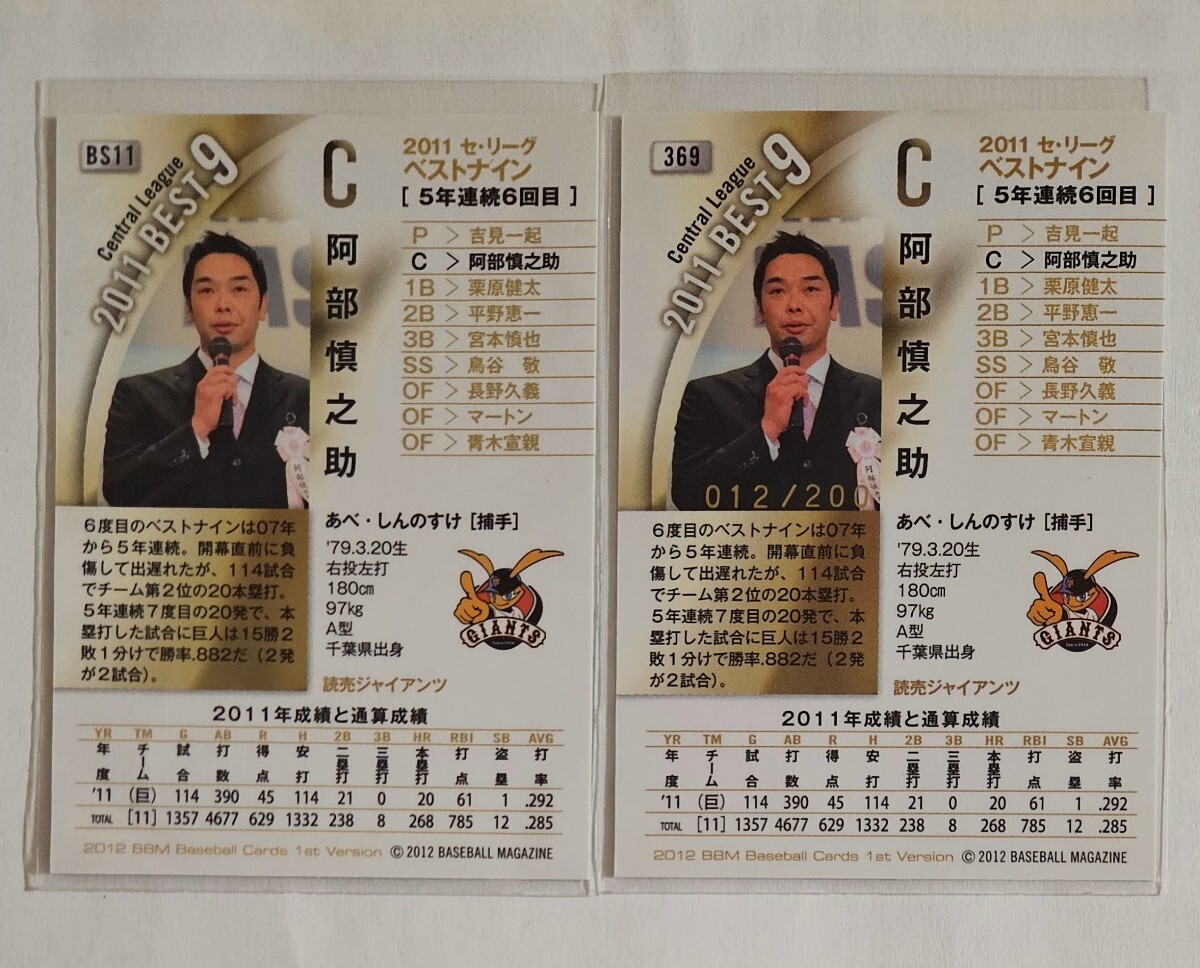 BS11
Central League
2011 BEST 9
C
阿部慎之助
2011 セ・リーグ
ベストナイン
[ 5年連続6回目 ]
P > 吉見一起
C > 阿部慎之助
1B > 栗原健太
2B > 平野恵一
3B > 宮本慎也
SS > 鳥谷 敬
OF > 長野久義
OF > マートン
OF > 青木宣親
6度目のベストナインは07年
から5年連続。開幕直前に負
傷して出遅れたが、114試合
でチーム第2位の20本塁打。
5年連続7度目の20発で、本
塁打した試合に巨人は15勝2
敗1分けで勝率.882だ(2発
が2試合)。
あべ・しんのすけ [捕手]
'79.3.20生
右投左打
180㎝
97㎏
A型
千葉県出身
GIANTS
Since 1934
読売ジャイアンツ
2011年成績と通算成績
YR TM G AB R H 2B 3B HR RBI SB AVG
年度 チーム 試合 打数 得点 安打 二塁打 三塁打 本塁打 打点 盗塁 打率
'11 (巨) 114 390 45 114 21 0 20 61 1 .292
TOTAL [11] 1357 4677 629 1332 238 8 268 785 12 .285
2012 BBM Baseball Cards 1st Version © 2012 BASEBALL MAGAZINE
369
Central League
2011 BEST 9
C
阿部慎之助
2011 セ・リーグ
ベストナイン
[ 5年連続6回目 ]
P > 吉見一起
C > 阿部慎之助
1B > 栗原健太
2B > 平野恵一
3B > 宮本慎也
SS > 鳥谷 敬
OF > 長野久義
OF > マートン
OF > 青木宣親
012/200
6度目のベストナインは07年
から5年連続。開幕直前に負
傷して出遅れたが、114試合
でチーム第2位の20本塁打。
5年連続7度目の20発で、本
塁打した試合に巨人は15勝2
敗1分けで勝率.882だ(2発
が2試合)。
あべ・しんのすけ [捕手]
'79.3.20生
右投左打
180㎝
97㎏
A型
千葉県出身
GIANTS
Since 1934
読売ジャイアンツ
2011年成績と通算成績
YR TM G AB R H 2B 3B HR RBI SB AVG
年度 チーム 試合 打数 得点 安打 二塁打 三塁打 本塁打 打点 盗塁 打率
'11 (巨) 114 390 45 114 21 0 20 61 1 .292
TOTAL [11] 1357 4677 629 1332 238 8 268 785 12 .285
2012 BBM Baseball Cards 1st Version © 2012 BASEBALL MAGAZINE